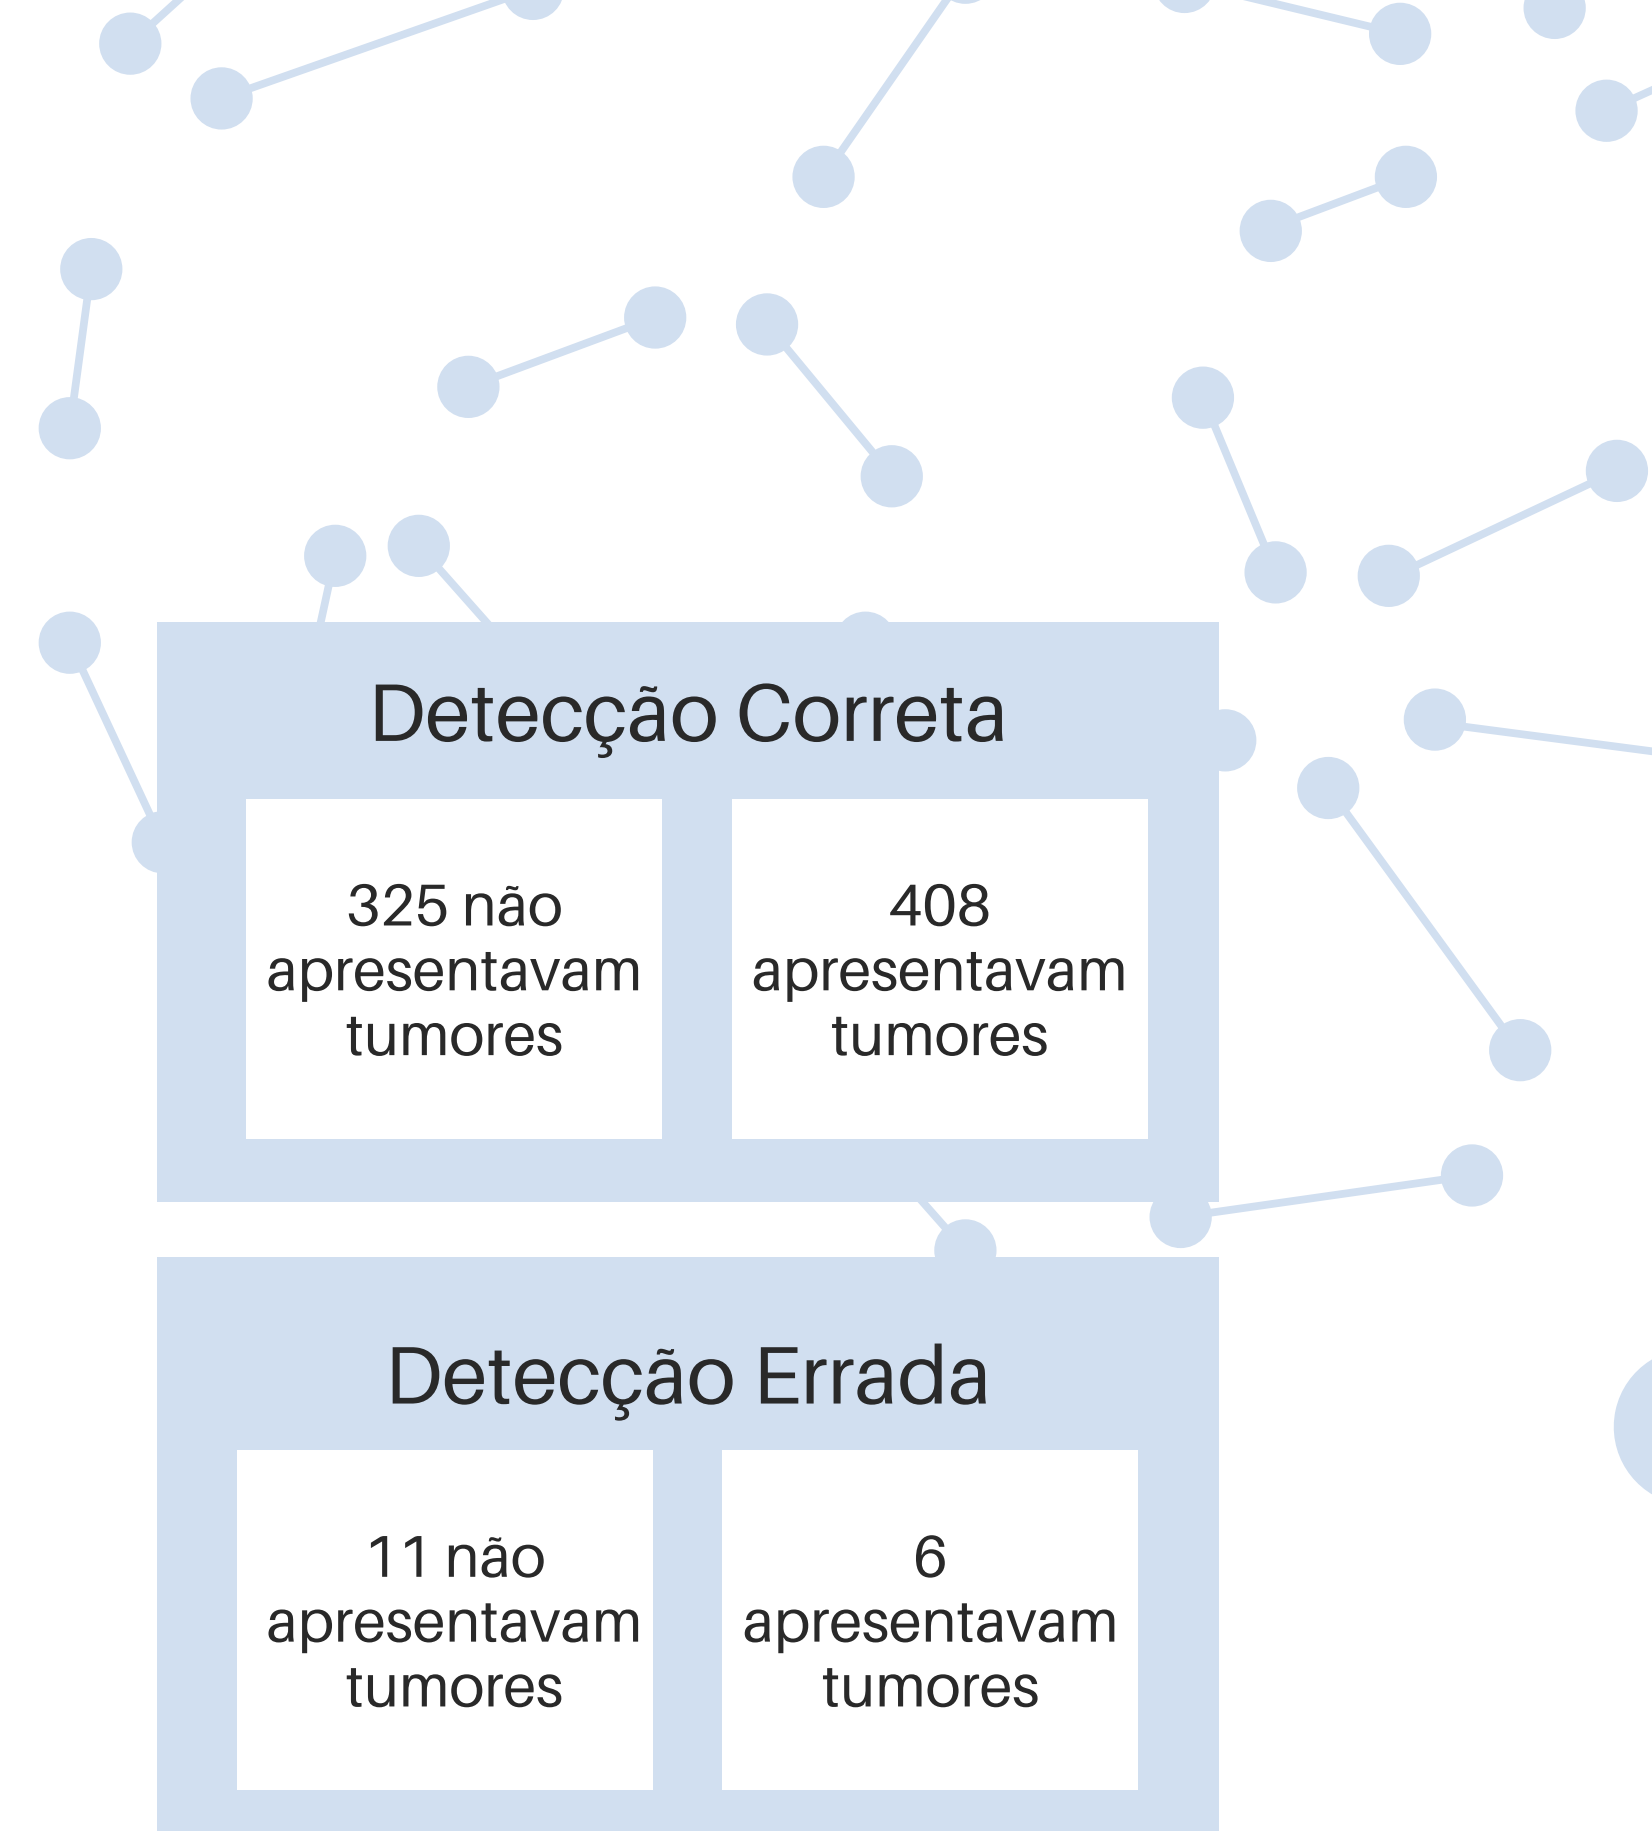 Detecção Correta
325 não
apresentavam
tumores
408
apresentavam
tumores
Detecção Errada
11 não
apresentavam
tumores
6
apresentavam
tumores